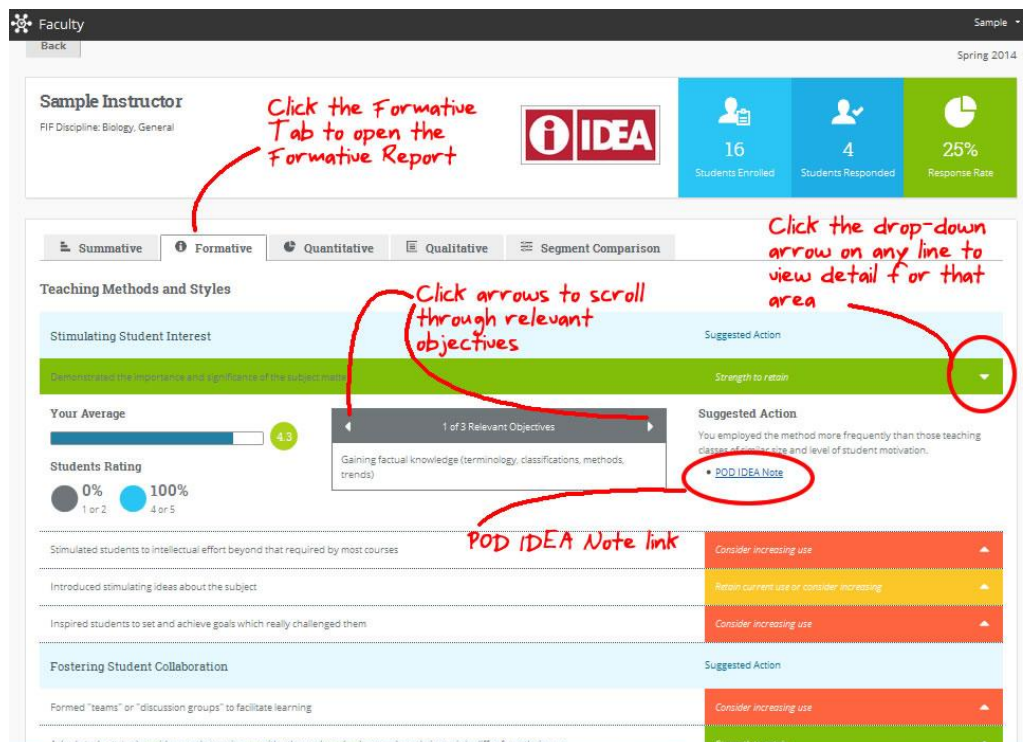 Faculty
Sample
Back
Spring 2014
Sample Instructor
FIF Discipline: Biology, General
Click the Formative
Tab to open the
Formative Report
IDEA
16
Students Enrolled
4
Students Responded
25%
Response Rate
Summative
Formative
Quantitative
Qualitative
Segment Comparison
Click the drop-down
arrow on any line to
view detail for that
area
Teaching Methods and Styles
Click arrows to scroll
through relevant
objectives
Stimulating Student Interest
Suggested Action
Demonstrated the importance and significance of the subject matter
Strength to retain
Your Average
4.3
1 of 3 Relevant Objectives
Gaining factual knowledge (terminology, classifications, methods,
trends)
Suggested Action
You employed the method more frequently than those teaching
classes of similar size and level of student motivation.
• POD IDEA Note
Students Rating
0%
1 or 2
100%
4 or 5
POD IDEA Note link
Stimulated students to intellectual effort beyond that required by most courses
Consider increasing use
Introduced stimulating ideas about the subject
Retain current use or consider increasing
Inspired students to set and achieve goals which really challenged them
Consider increasing use
Fostering Student Collaboration
Suggested Action
Formed "teams" or "discussion groups" to facilitate learning
Consider increasing use